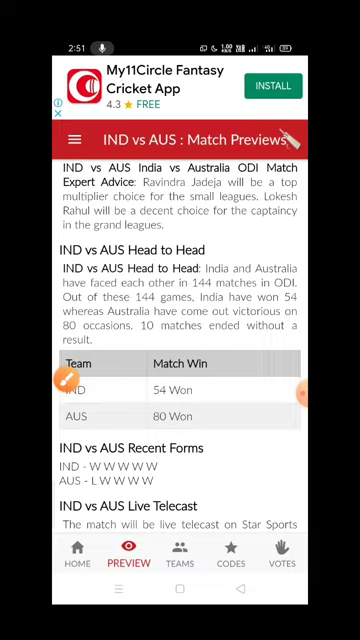 2:51
1.00
My11Circle Fantasy
Cricket App
4.3 ★ FREE
INSTALL
IND vs AUS : Match Previews
IND vs AUS India vs Australia ODI Match
Expert Advice: Ravindra Jadeja will be a top
multiplier choice for the small leagues. Lokesh
Rahul will be a decent choice for the captaincy
in the grand leagues.
IND vs AUS Head to Head
IND vs AUS Head to Head: India and Australia
have faced each other in 144 matches in ODI.
Out of these 144 games, India have won 54
whereas Australia have come out victorious on
80 occasions. 10 matches ended without a
result.
Team Match Win
IND 54 Won
AUS 80 Won
IND vs AUS Recent Forms
IND - W W W W W
AUS - L W W W W
IND vs AUS Live Telecast
The match will be live telecast on Star Sports
HOME PREVIEW TEAMS CODES VOTES